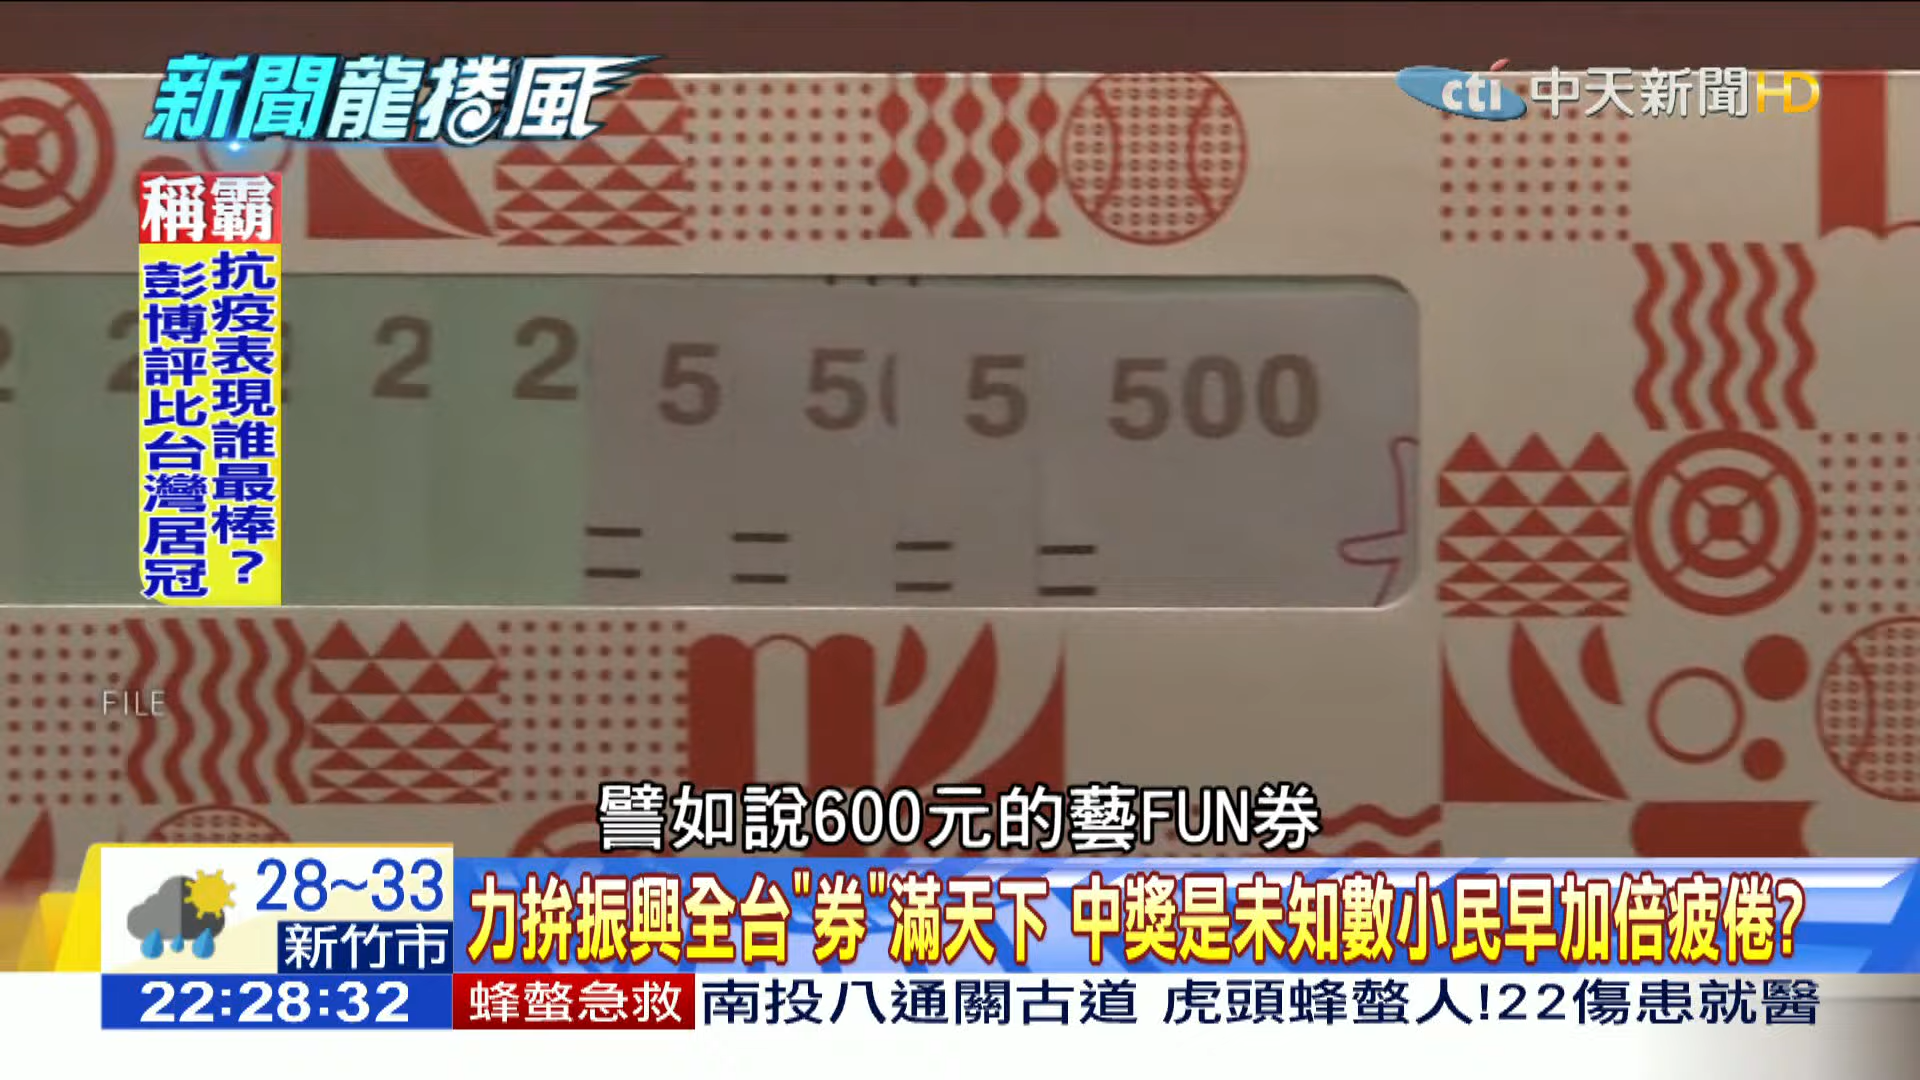 新聞龍捲風
cti 中天新聞HD
稱霸
抗疫表現誰最棒?
彭博評比台灣居冠
2 2 2 2 5 50 5 500
FILE
譬如說600元的藝FUN券
28~33
新竹市
力拚振興全台"券"滿天下 中獎是未知數小民早加倍疲倦?
22:28:32
蜂螫急救 南投八通關古道 虎頭蜂螫人!22傷患就醫